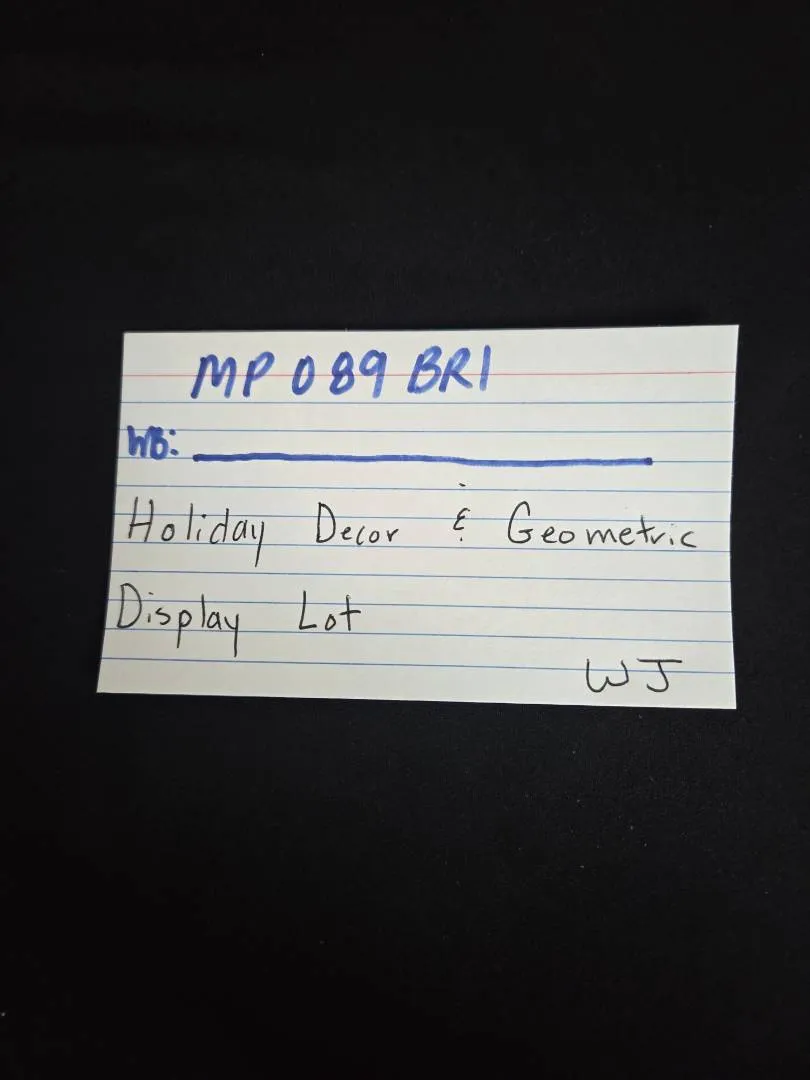 MP 089 BRI
WB:
Holiday Decor & Geometric
Display Lot
WJ